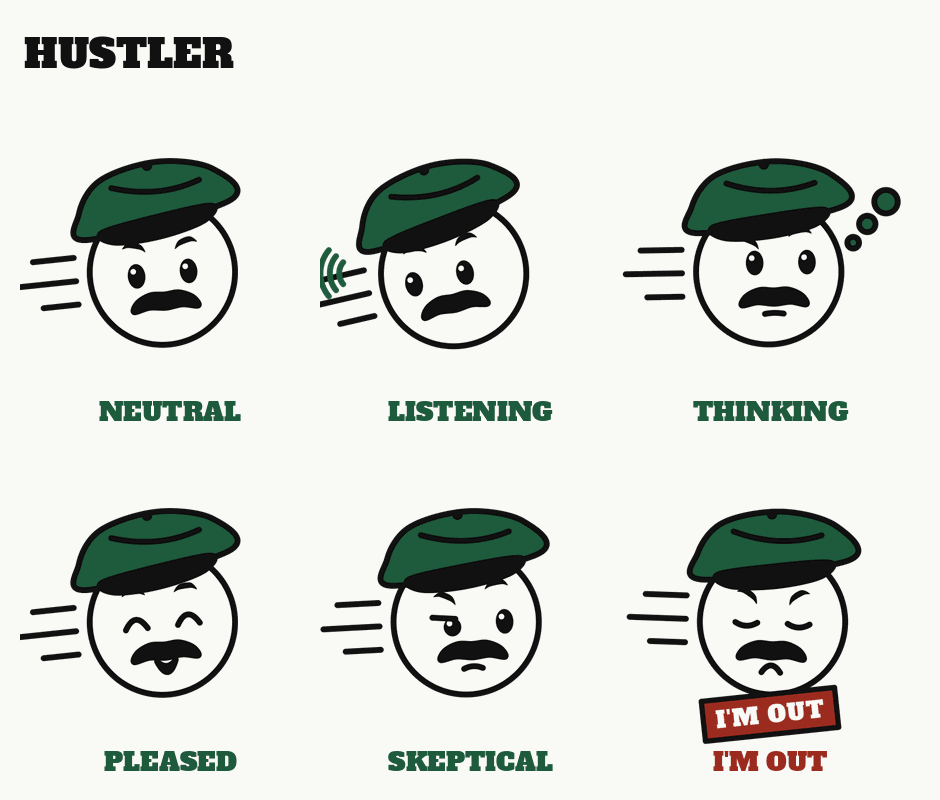 HUSTLER
NEUTRAL
LISTENING
THINKING
PLEASED
SKEPTICAL
I'M OUT
I'M OUT